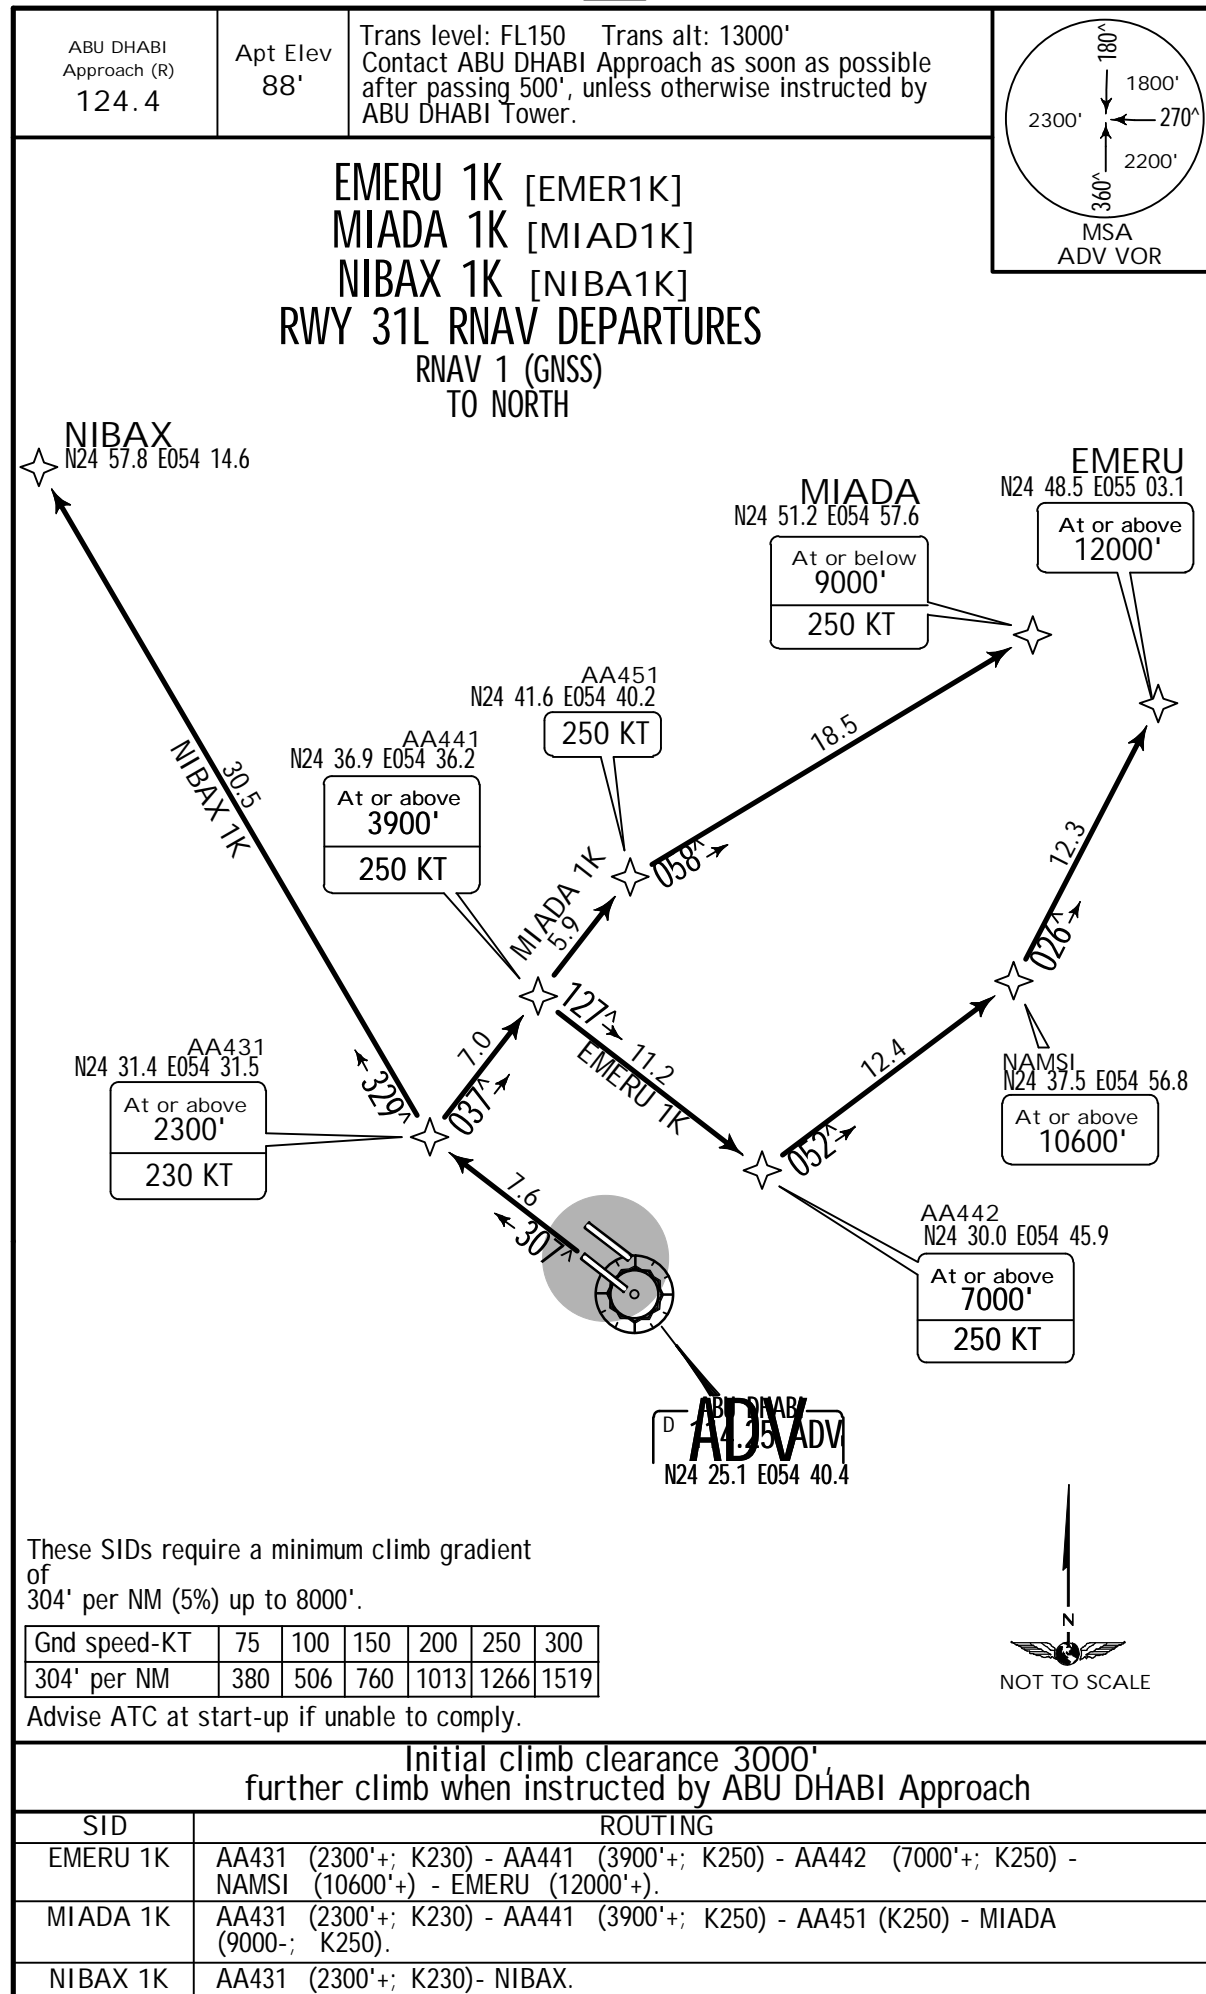 ABU DHABI
Approach (R)
124.4
Apt Elev
88'
Trans level: FL150 Trans alt: 13000'
Contact ABU DHABI Approach as soon as possible
after passing 500', unless otherwise instructed by
ABU DHABI Tower.
180^
1800'
2300'
270^
2200'
360^
MSA
ADV VOR
EMERU 1K [EMER1K]
MIADA 1K [MIAD1K]
NIBAX 1K [NIBA1K]
RWY 31L RNAV DEPARTURES
RNAV 1 (GNSS)
TO NORTH
NIBAX
N24 57.8 E054 14.6
EMERU
N24 48.5 E055 03.1
At or above
12000'
MIADA
N24 51.2 E054 57.6
At or below
9000'
250 KT
AA451
N24 41.6 E054 40.2
250 KT
AA441
N24 36.9 E054 36.2
At or above
3900'
250 KT
30.5
NIBAX 1K
18.5
058^
MIADA 1K
5.9
12.3
026^
127^
11.2
EMERU 1K
7.0
037^
329^
12.4
052^
NAMSI
N24 37.5 E054 56.8
At or above
10600'
AA431
N24 31.4 E054 31.5
At or above
2300'
230 KT
7.6
307^
AA442
N24 30.0 E054 45.9
At or above
7000'
250 KT
ABU DHABI
D 114.25 ADV
ADV
N24 25.1 E054 40.4
These SIDs require a minimum climb gradient
of
304' per NM (5%) up to 8000'.
Gnd speed-KT 75 100 150 200 250 300
304' per NM 380 506 760 1013 1266 1519
Advise ATC at start-up if unable to comply.
N
NOT TO SCALE
Initial climb clearance 3000',
further climb when instructed by ABU DHABI Approach
SID ROUTING
EMERU 1K AA431 (2300'+; K230) - AA441 (3900'+; K250) - AA442 (7000'+; K250) -
NAMSI (10600'+) - EMERU (12000'+).
MIADA 1K AA431 (2300'+; K230) - AA441 (3900'+; K250) - AA451 (K250) - MIADA
(9000-; K250).
NIBAX 1K AA431 (2300'+; K230)- NIBAX.